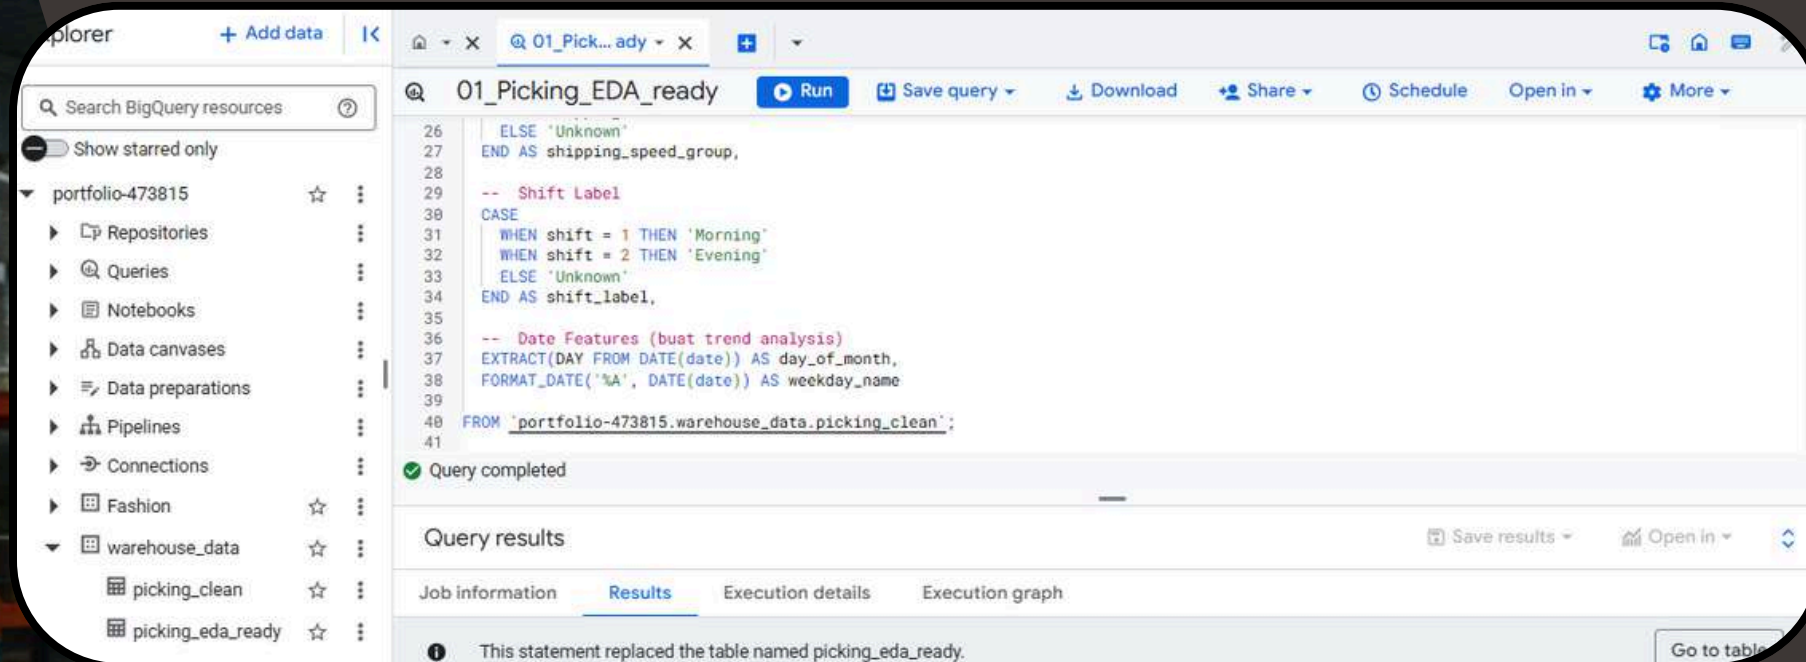 plorer
+ Add data
Search BigQuery resources
Show starred only
portfolio-473815
Repositories
Queries
Notebooks
Data canvases
Data preparations
Pipelines
Connections
Fashion
warehouse_data
picking_clean
picking_eda_ready
01_Pick... ady
01_Picking_EDA_ready
Run
Save query
Download
Share
Schedule
Open in
More
26 ELSE 'Unknown'
27 END AS shipping_speed_group,
28
29 -- Shift Label
30 CASE
31 WHEN shift = 1 THEN 'Morning'
32 WHEN shift = 2 THEN 'Evening'
33 ELSE 'Unknown'
34 END AS shift_label,
35
36 -- Date Features (buat trend analysis)
37 EXTRACT(DAY FROM DATE(date)) AS day_of_month,
38 FORMAT_DATE('%A', DATE(date)) AS weekday_name
39
40 FROM `portfolio-473815.warehouse_data.picking_clean`;
41
Query completed
Query results
Save results
Open in
Job information Results Execution details Execution graph
This statement replaced the table named picking_eda_ready.
Go to table